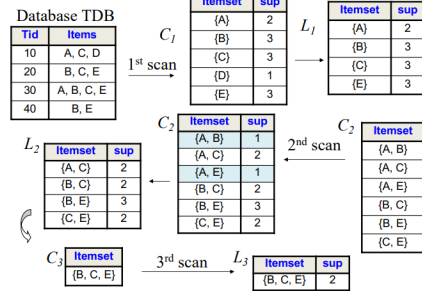 Database TDB
Tid Items
10 A, C, D
20 B, C, E
30 A, B, C, E
40 B, E
1st scan
C1
Itemset sup
{A} 2
{B} 3
{C} 3
{D} 1
{E} 3
L1
Itemset sup
{A} 2
{B} 3
{C} 3
{E} 3
C2
Itemset
{A, B}
{A, C}
{A, E}
{B, C}
{B, E}
{C, E}
2nd scan
C2
Itemset sup
{A, B} 1
{A, C} 2
{A, E} 1
{B, C} 2
{B, E} 3
{C, E} 2
L2
Itemset sup
{A, C} 2
{B, C} 2
{B, E} 3
{C, E} 2
C3
Itemset
{B, C, E}
3rd scan
L3
Itemset sup
{B, C, E} 2